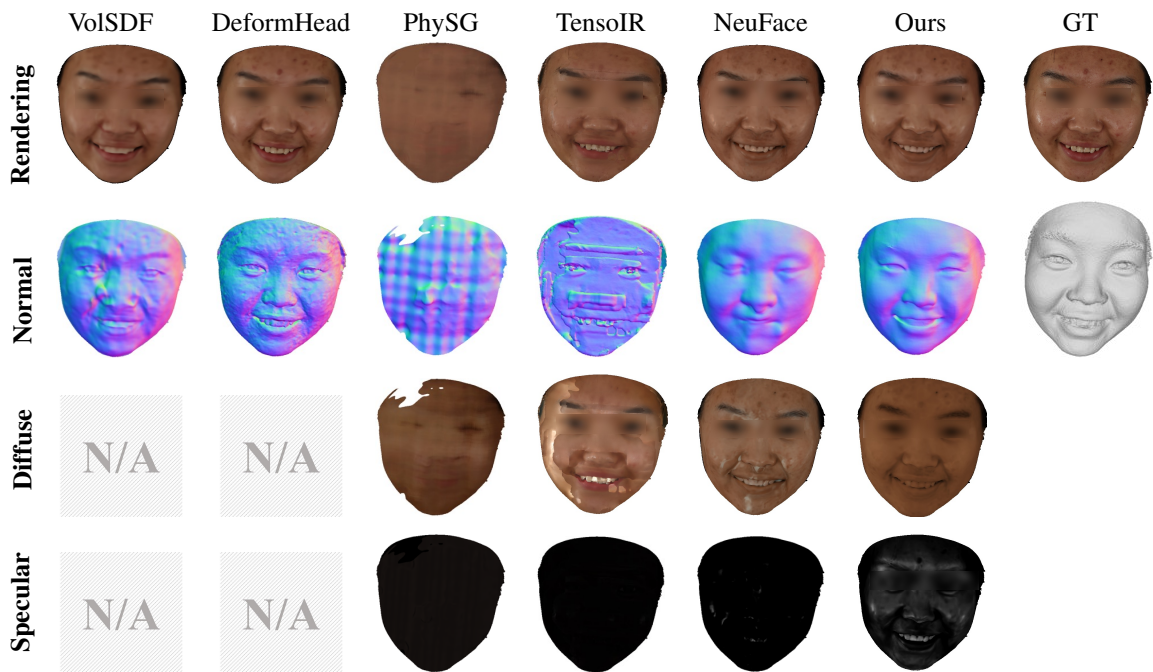 VolSDF DeformHead PhySG TensoIR NeuFace Ours GT
Rendering
Normal
Diffuse
N/A N/A
Specular
N/A N/A